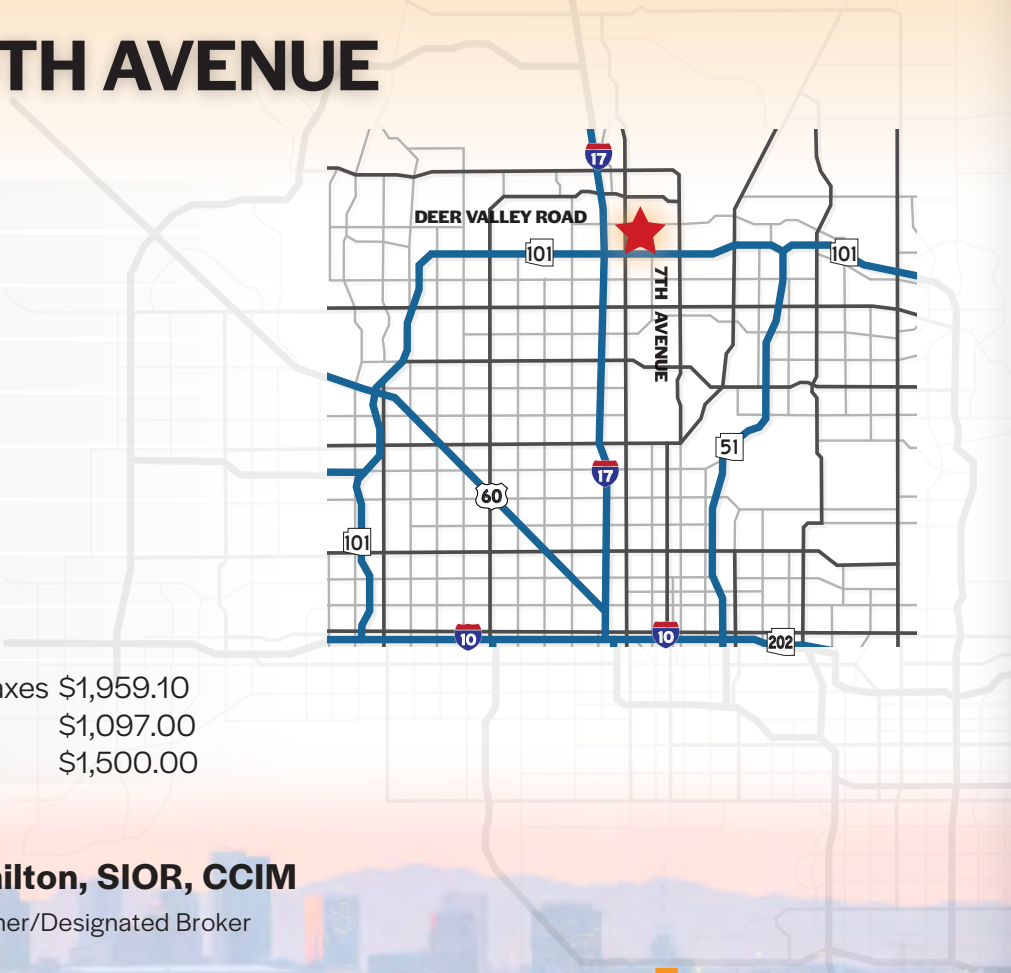 TH AVENUE
17
DEER VALLEY ROAD
101
101
7TH AVENUE
51
17
60
101
10
10
202
axes $1,959.10
$1,097.00
$1,500.00
ilton, SIOR, CCIM
ner/Designated Broker